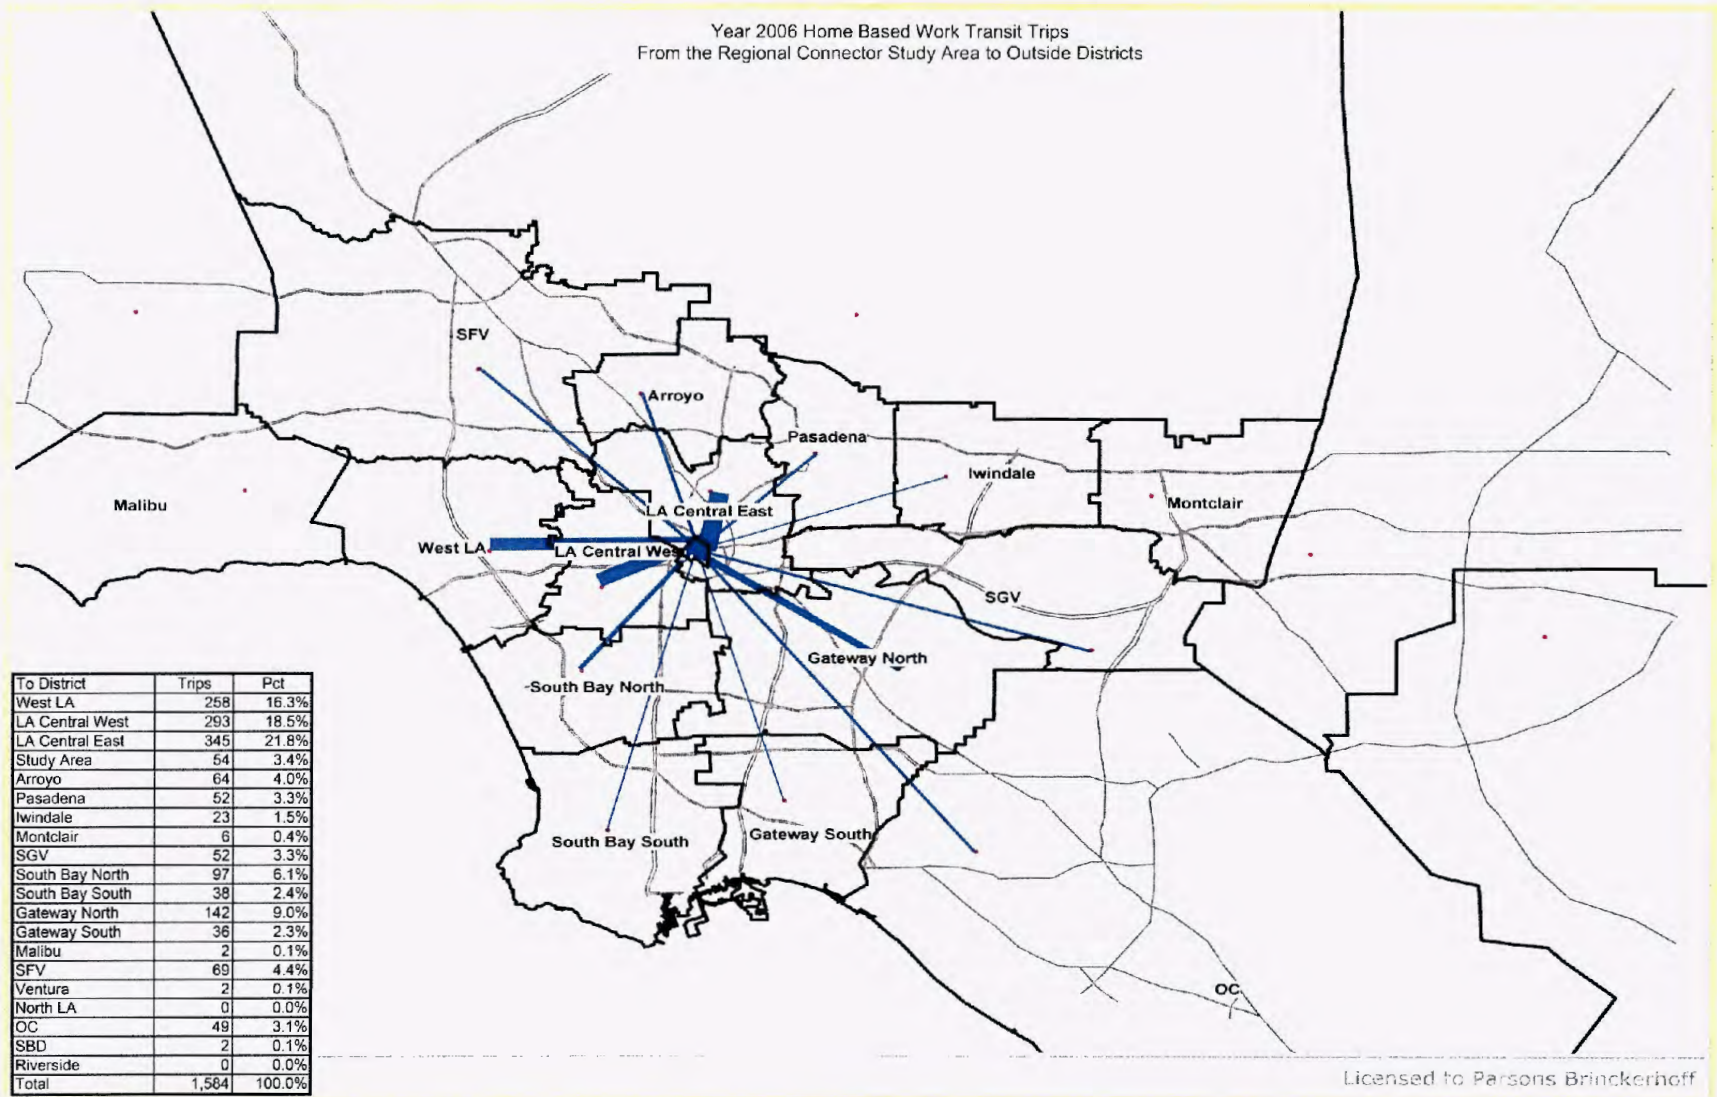 Year 2006 Home Based Work Transit Trips
From the Regional Connector Study Area to Outside Districts
SFV
Arroyo
Pasadena
Iwindale
Montclair
Malibu
LA Central East
West LA
LA Central Wes
SGV
Gateway North
-South Bay North
South Bay South
Gateway South
OC
To District Trips Pct
West LA 258 16.3%
LA Central West 293 18.5%
LA Central East 345 21.8%
Study Area 54 3.4%
Arroyo 64 4.0%
Pasadena 52 3.3%
Iwindale 23 1.5%
Montclair 6 0.4%
SGV 52 3.3%
South Bay North 97 6.1%
South Bay South 38 2.4%
Gateway North 142 9.0%
Gateway South 36 2.3%
Malibu 2 0.1%
SFV 69 4.4%
Ventura 2 0.1%
North LA 0 0.0%
OC 49 3.1%
SBD 2 0.1%
Riverside 0 0.0%
Total 1,584 100.0%
Licensed to Parsons Brinckerhoff